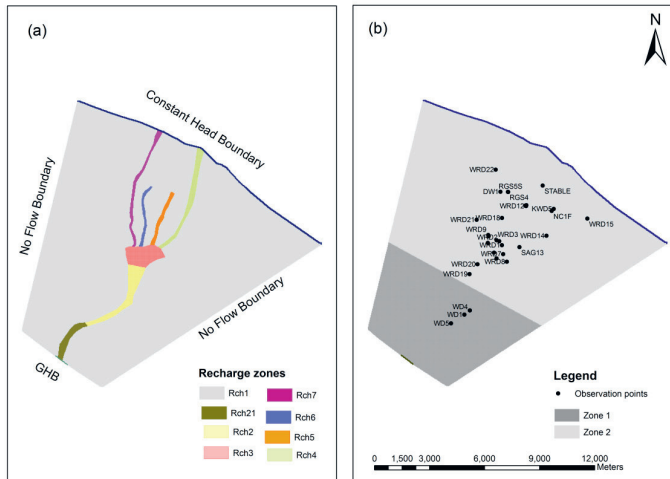 (a)
Constant Head Boundary
No Flow Boundary
No Flow Boundary
GHB
Recharge zones
Rch1
Rch7
Rch21
Rch6
Rch2
Rch5
Rch3
Rch4
(b)
N
WRD22
RGS5S
DW1
RGS4
STABLE
WRD12
KWD5
NC1F
WRD15
WRD21
WRD18
WRD9
WRD3
WRD14
SAG13
WRD8
WRD20
WRD19
WD4
WD1
WD5
Legend
Observation points
Zone 1
Zone 2
0 1,500 3,000 6,000 9,000 12,000
Meters